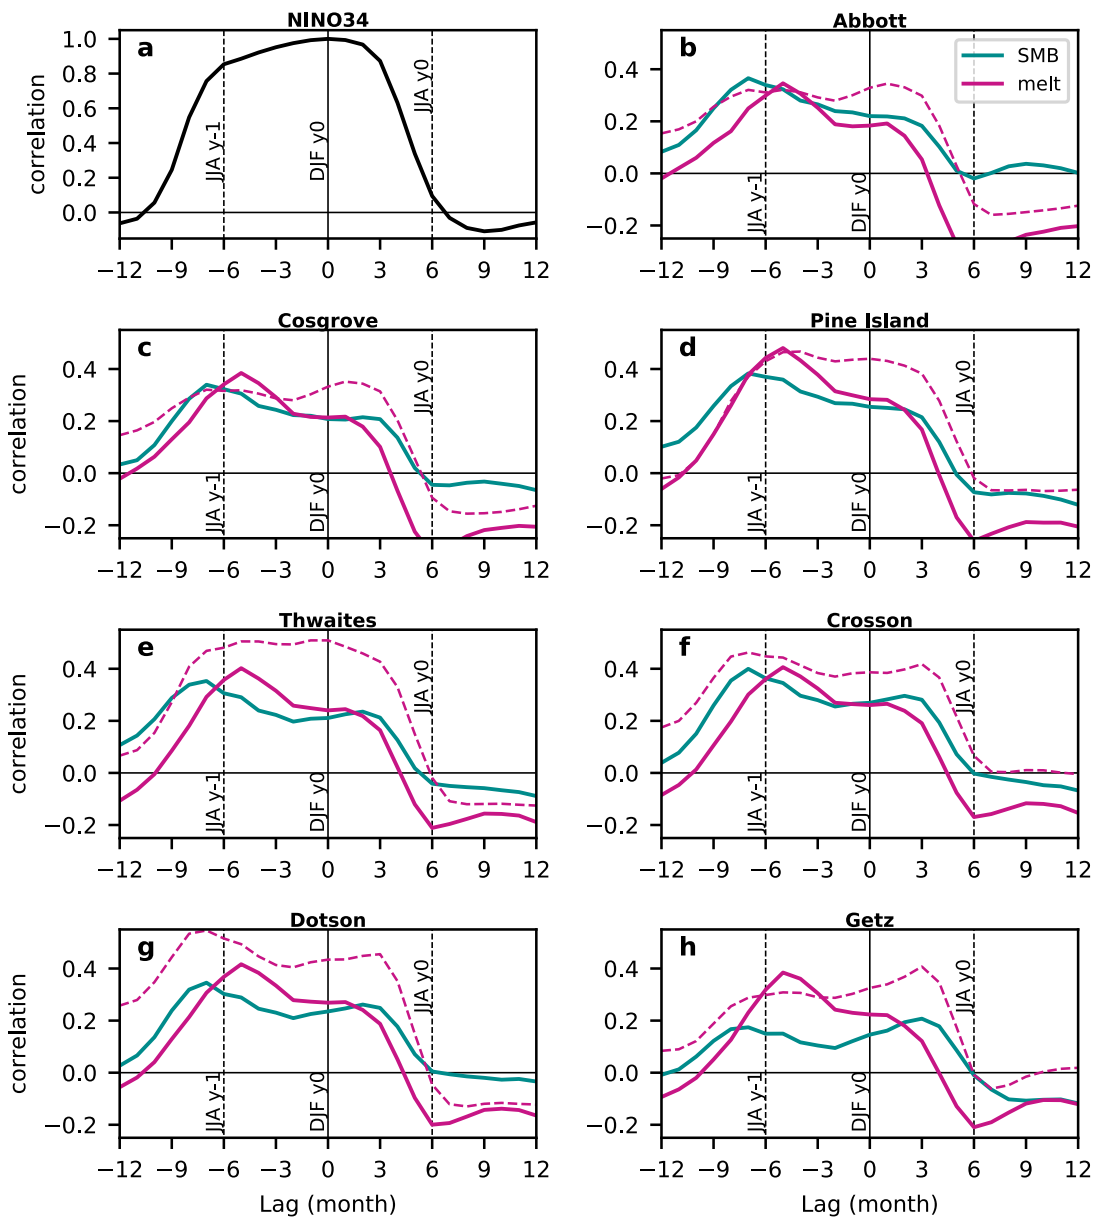 NINO34
a
correlation
1.0
0.8
0.6
0.4
0.2
0.0
JJA y-1
DJF y0
JJA y0
−12 −9 −6 −3 0 3 6 9 12
Abbott
b
SMB
melt
0.4
0.2
0.0
−0.2
JJA y-1
DJF y0
JJA y0
−12 −9 −6 −3 0 3 6 9 12
Cosgrove
c
correlation
0.4
0.2
0.0
−0.2
JJA y-1
DJF y0
JJA y0
−12 −9 −6 −3 0 3 6 9 12
Pine Island
d
0.4
0.2
0.0
−0.2
JJA y-1
DJF y0
JJA y0
−12 −9 −6 −3 0 3 6 9 12
Thwaites
e
correlation
0.4
0.2
0.0
−0.2
JJA y-1
DJF y0
JJA y0
−12 −9 −6 −3 0 3 6 9 12
Crosson
f
0.4
0.2
0.0
−0.2
JJA y-1
DJF y0
JJA y0
−12 −9 −6 −3 0 3 6 9 12
Dotson
g
correlation
0.4
0.2
0.0
−0.2
JJA y-1
DJF y0
JJA y0
−12 −9 −6 −3 0 3 6 9 12
Lag (month)
Getz
h
0.4
0.2
0.0
−0.2
JJA y-1
DJF y0
JJA y0
−12 −9 −6 −3 0 3 6 9 12
Lag (month)